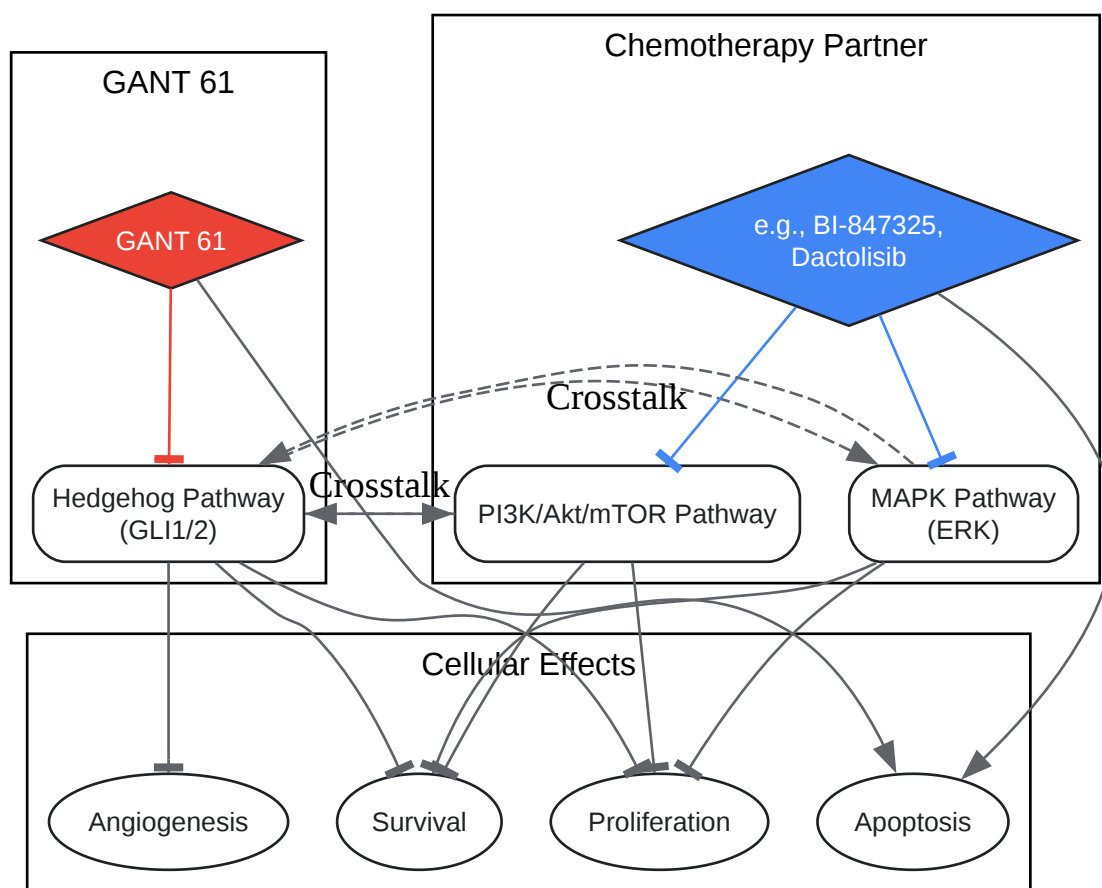 Chemotherapy Partner
GANT 61
GANT 61
e.g., BI-847325,
Dactolisib
Crosstalk
Crosstalk
Hedgehog Pathway
(GLI1/2)
PI3K/Akt/mTOR Pathway
MAPK Pathway
(ERK)
Cellular Effects
Angiogenesis
Survival
Proliferation
Apoptosis